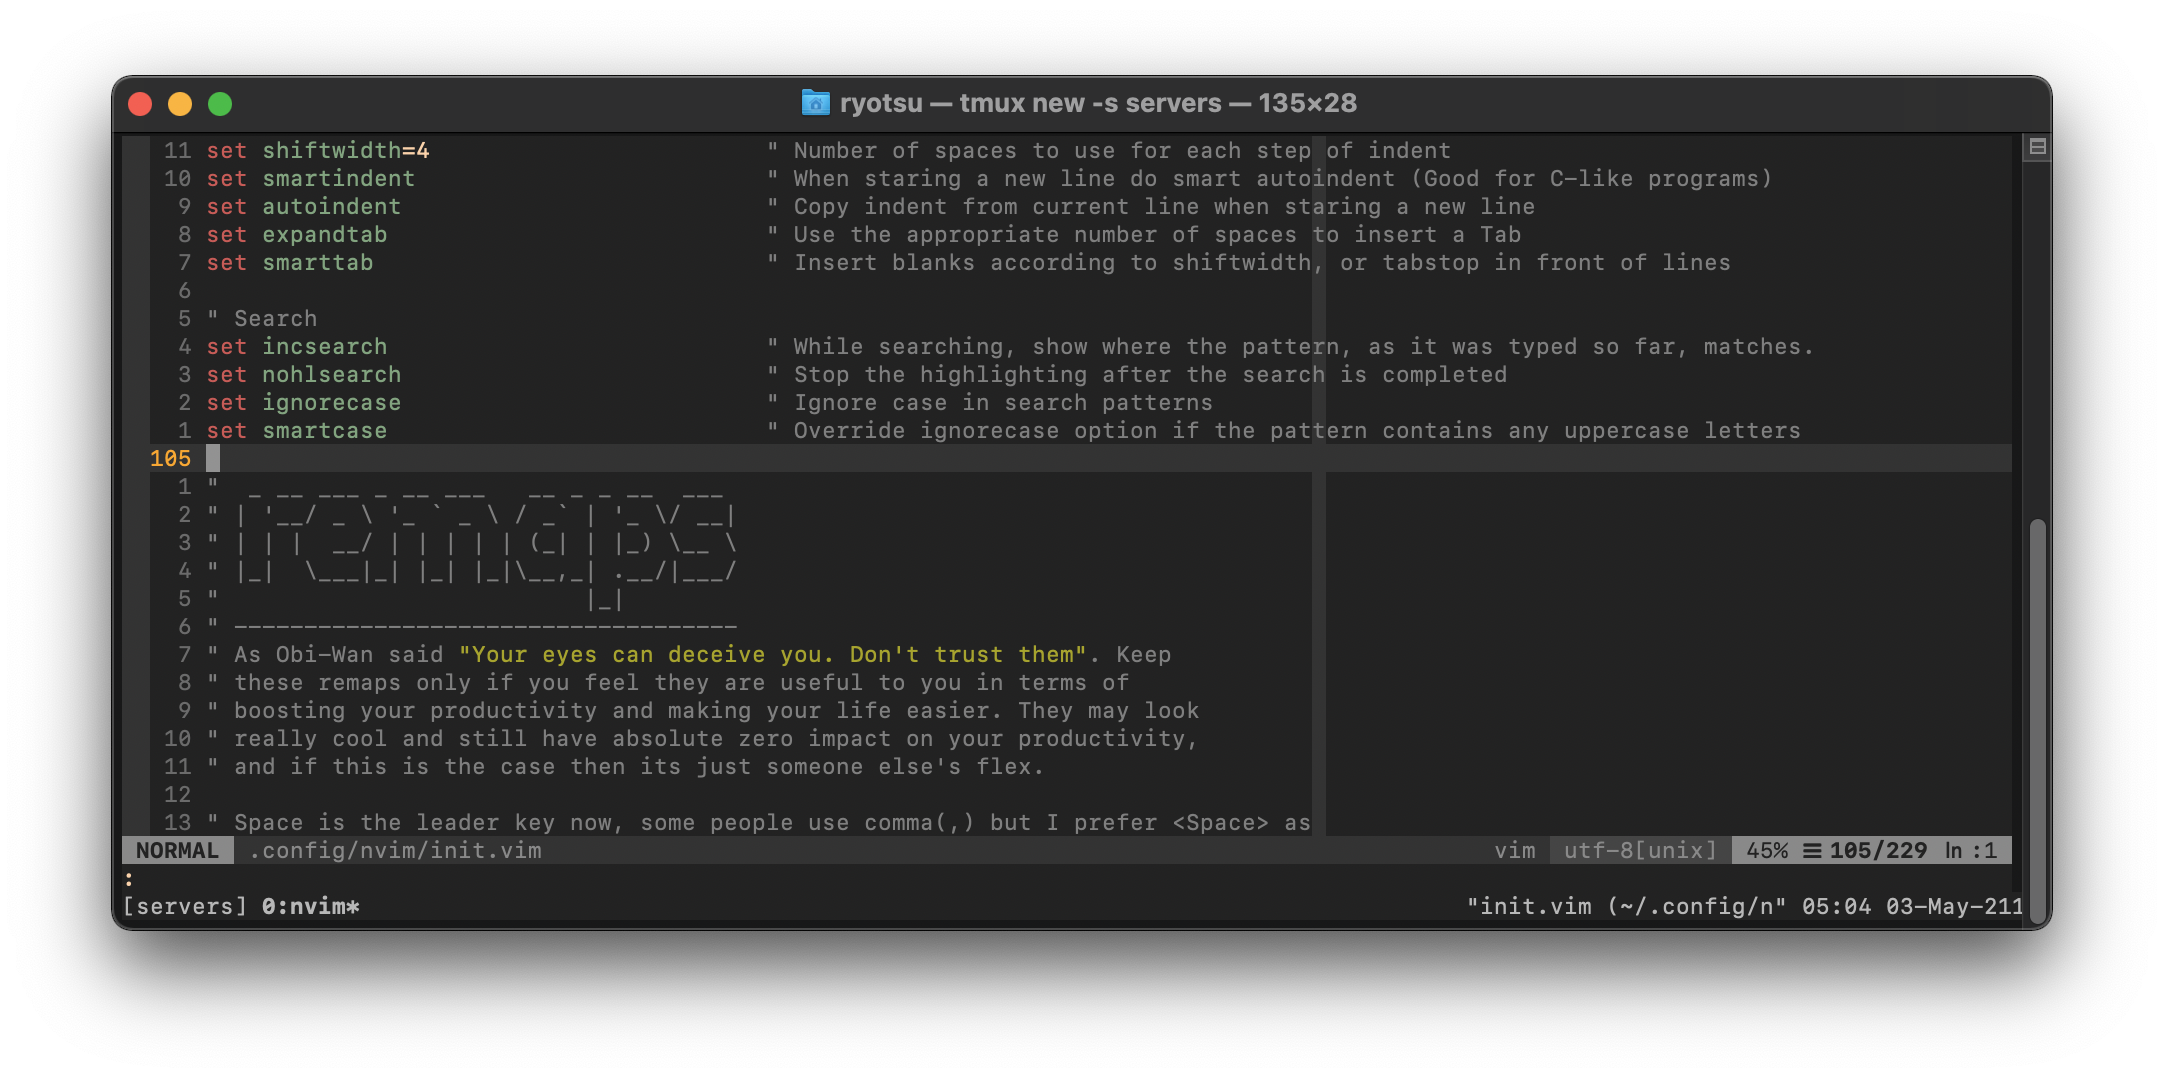 ryotsu — tmux new -s servers — 135×28
11 set shiftwidth=4                        " Number of spaces to use for each step of indent
10 set smartindent                         " When staring a new line do smart autoindent (Good for C-like programs)
 9 set autoindent                          " Copy indent from current line when staring a new line
 8 set expandtab                           " Use the appropriate number of spaces to insert a Tab
 7 set smarttab                            " Insert blanks according to shiftwidth, or tabstop in front of lines
 6
 5 " Search
 4 set incsearch                           " While searching, show where the pattern, as it was typed so far, matches.
 3 set nohlsearch                          " Stop the highlighting after the search is completed
 2 set ignorecase                          " Ignore case in search patterns
 1 set smartcase                           " Override ignorecase option if the pattern contains any uppercase letters
105
 1 "  _ __ ___ _ __ ___   __ _ _ __  ___
 2 " | '__/ _ \ '_ ` _ \ / _` | '_ \/ __|
 3 " | | |  __/ | | | | | (_| | |_) \__ \
 4 " |_|  \___|_| |_| |_|\__,_| .__/|___/
 5 "                          |_|
 6 " ------------------------------------
 7 " As Obi-Wan said "Your eyes can deceive you. Don't trust them". Keep
 8 " these remaps only if you feel they are useful to you in terms of
 9 " boosting your productivity and making your life easier. They may look
10 " really cool and still have absolute zero impact on your productivity,
11 " and if this is the case then its just someone else's flex.
12
13 " Space is the leader key now, some people use comma(,) but I prefer <Space> as
NORMAL .config/nvim/init.vim vim utf-8[unix] 45% ☰ 105/229 ln :1
:
[servers] 0:nvim* "init.vim (~/.config/n" 05:04 03-May-211